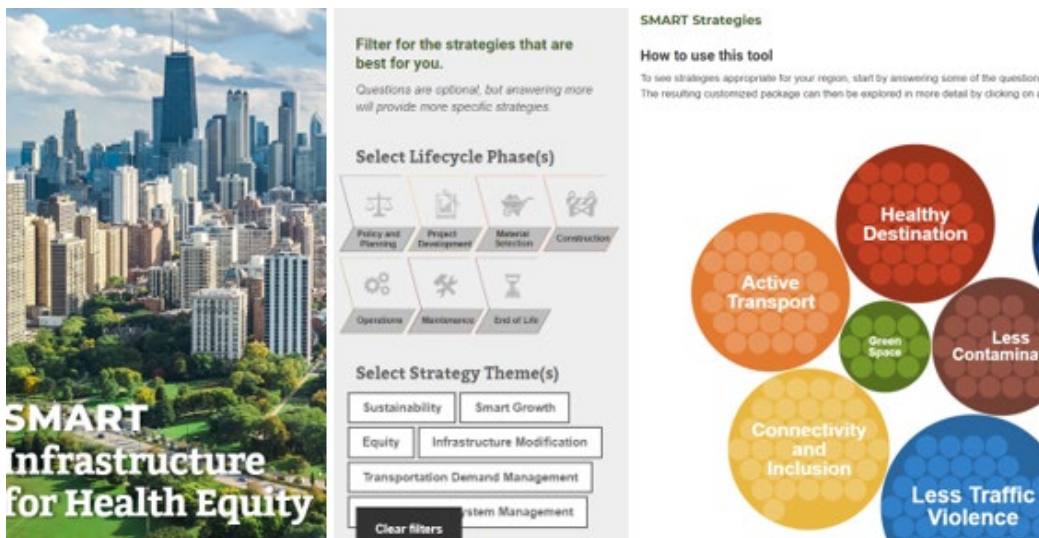 SMART
Infrastructure
for Health Equity
Filter for the strategies that are
best for you.
Questions are optional, but answering more
will provide more specific strategies.
Select Lifecycle Phase(s)
Policy and
Planning
Project
Development
Material
Selection
Construction
Operations
Maintenance
End of Life
Select Strategy Theme(s)
Sustainability
Smart Growth
Equity
Infrastructure Modification
Transportation Demand Management
Management
Clear filters
SMART Strategies
How to use this tool
To see strategies appropriate for your region, start by answering some of the question
The resulting customized package can then be explored in more detail by clicking on a
Healthy
Destination
Active
Transport
Green
Space
Less
Connectivity
and
Inclusion
Less Traffic
Violence